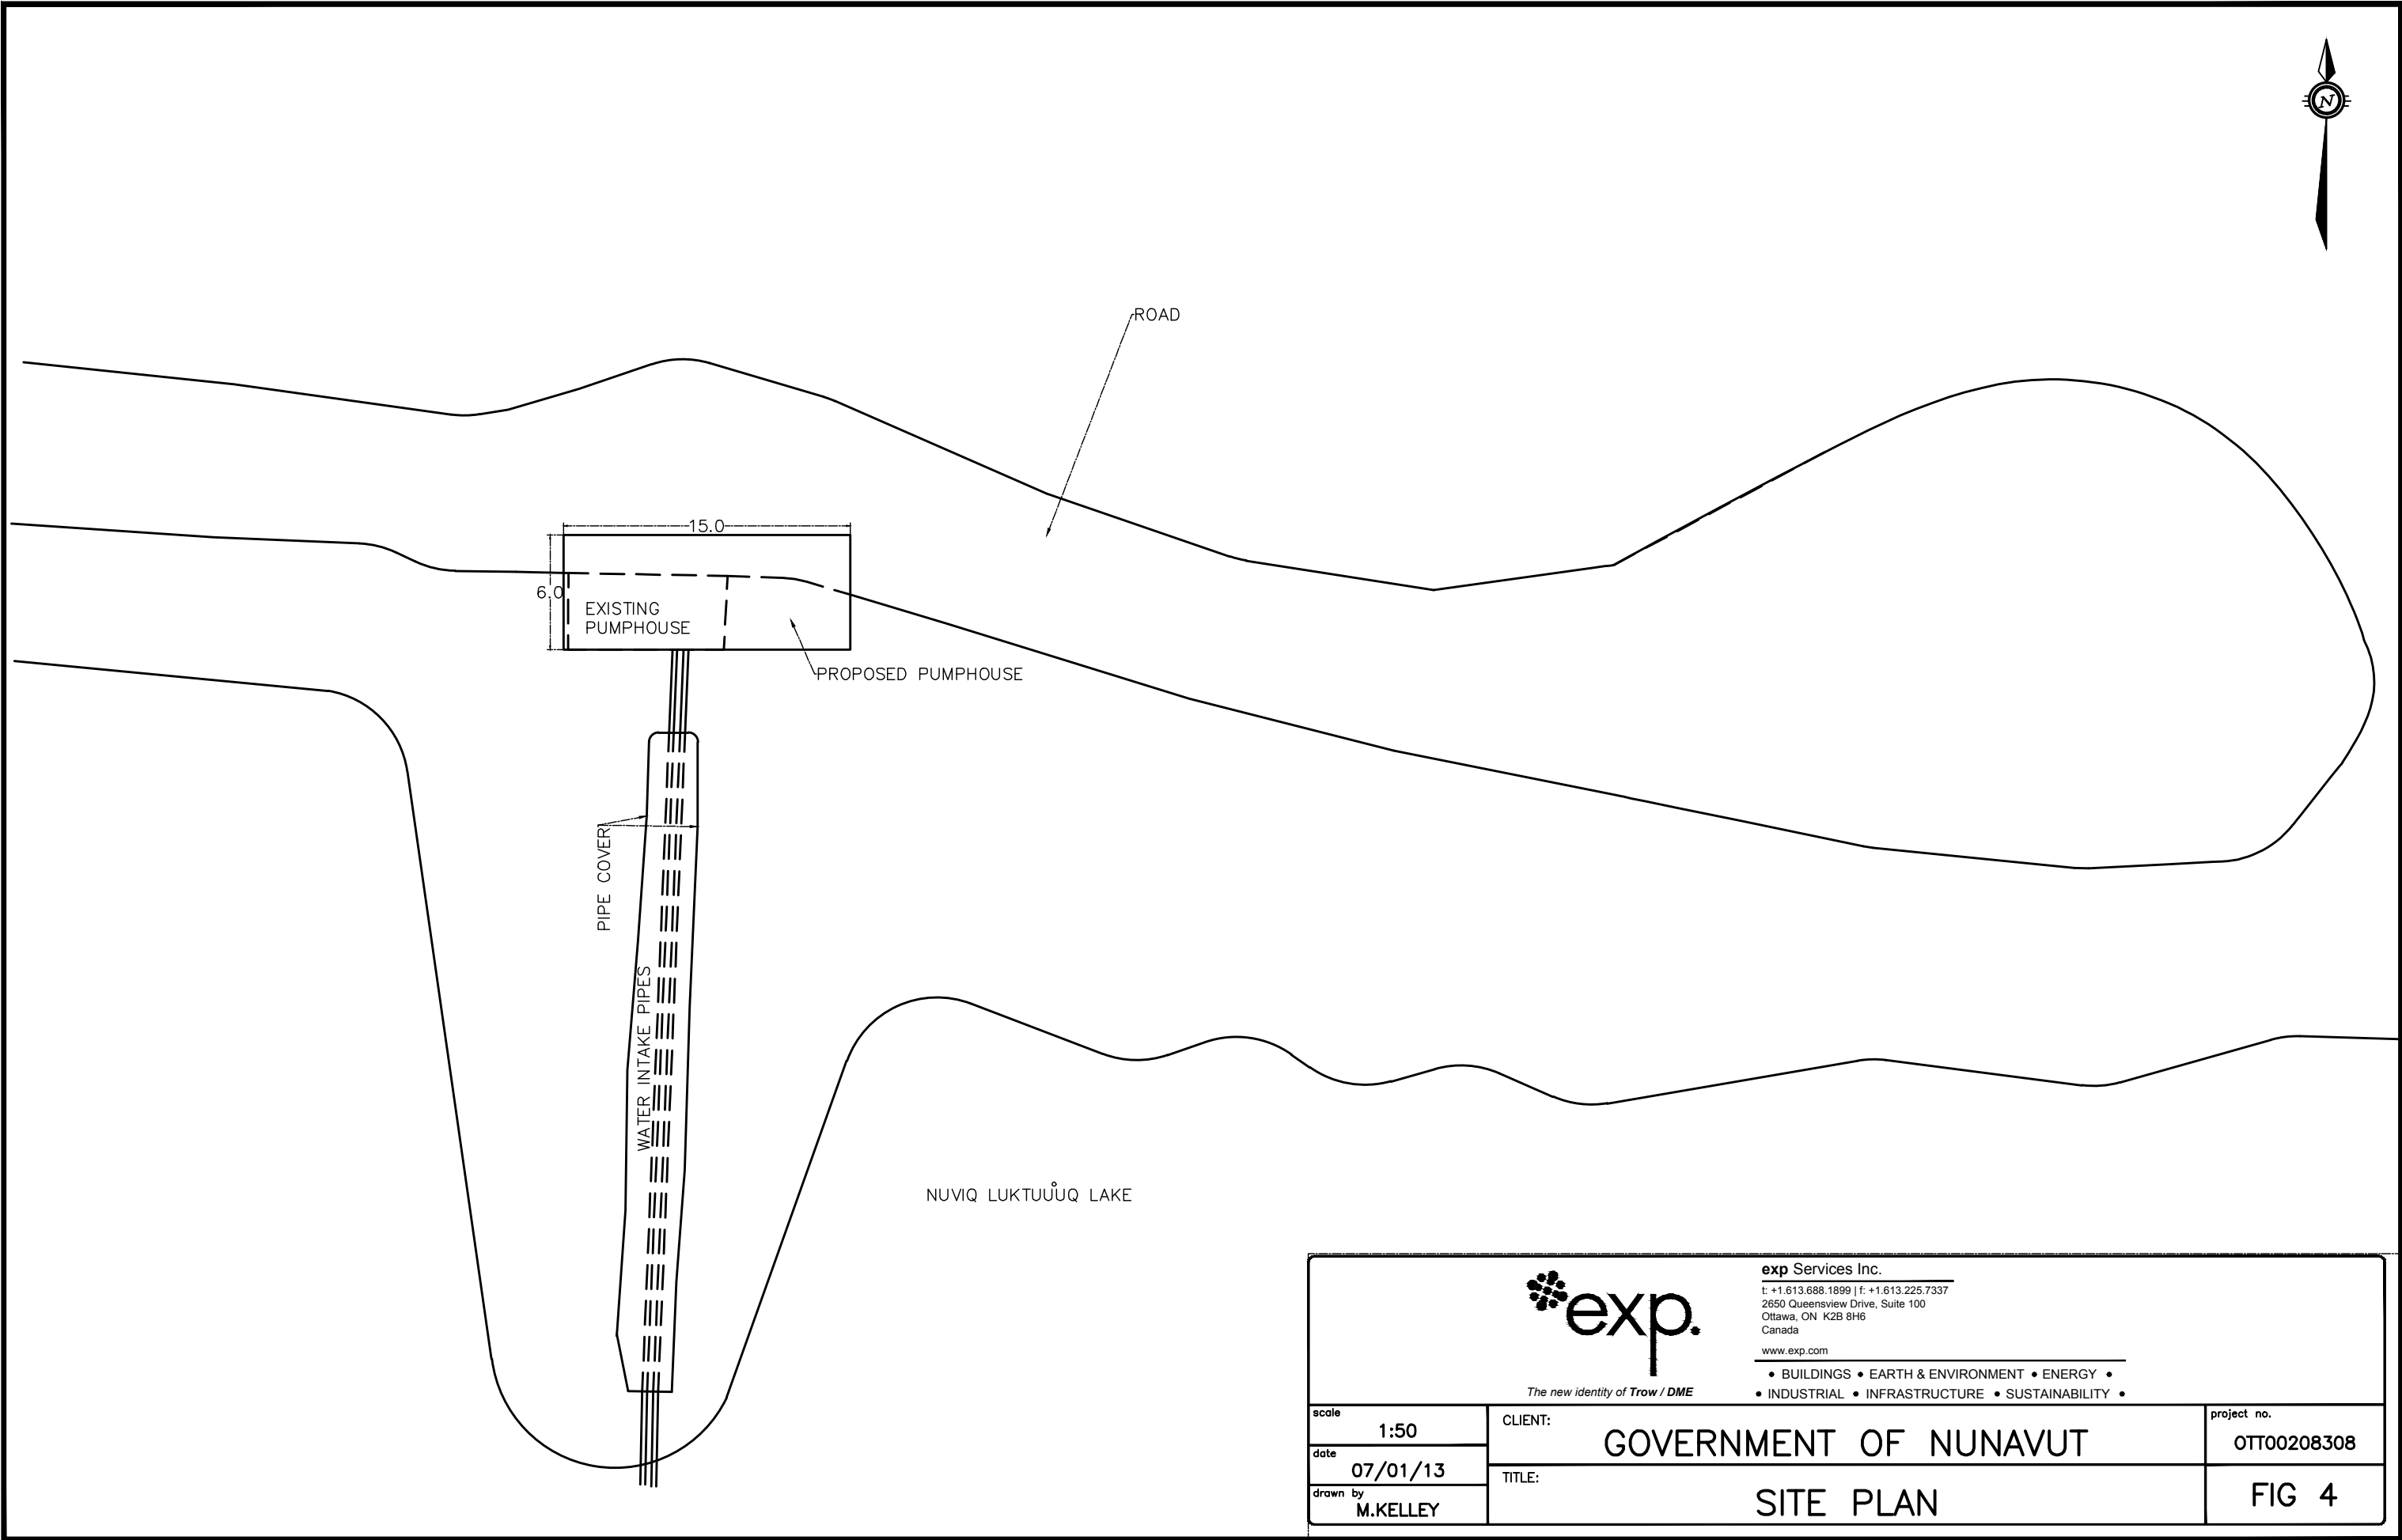 N
ROAD
15.0
6.0
EXISTING
PUMPHOUSE
PROPOSED PUMPHOUSE
PIPE COVER
WATER INTAKE PIPES
NUVIQ LUKTUUŮUQ LAKE
exp.
The new identity of Trow / DME
exp Services Inc.
t: +1.613.688.1899 | f: +1.613.225.7337
2650 Queensview Drive, Suite 100
Ottawa, ON K2B 8H6
Canada
www.exp.com
• BUILDINGS • EARTH & ENVIRONMENT • ENERGY •
• INDUSTRIAL • INFRASTRUCTURE • SUSTAINABILITY •
scale
1:50
date
07/01/13
drawn by
M.KELLEY
CLIENT:
GOVERNMENT OF NUNAVUT
TITLE:
SITE PLAN
project no.
OTT00208308
FIG 4